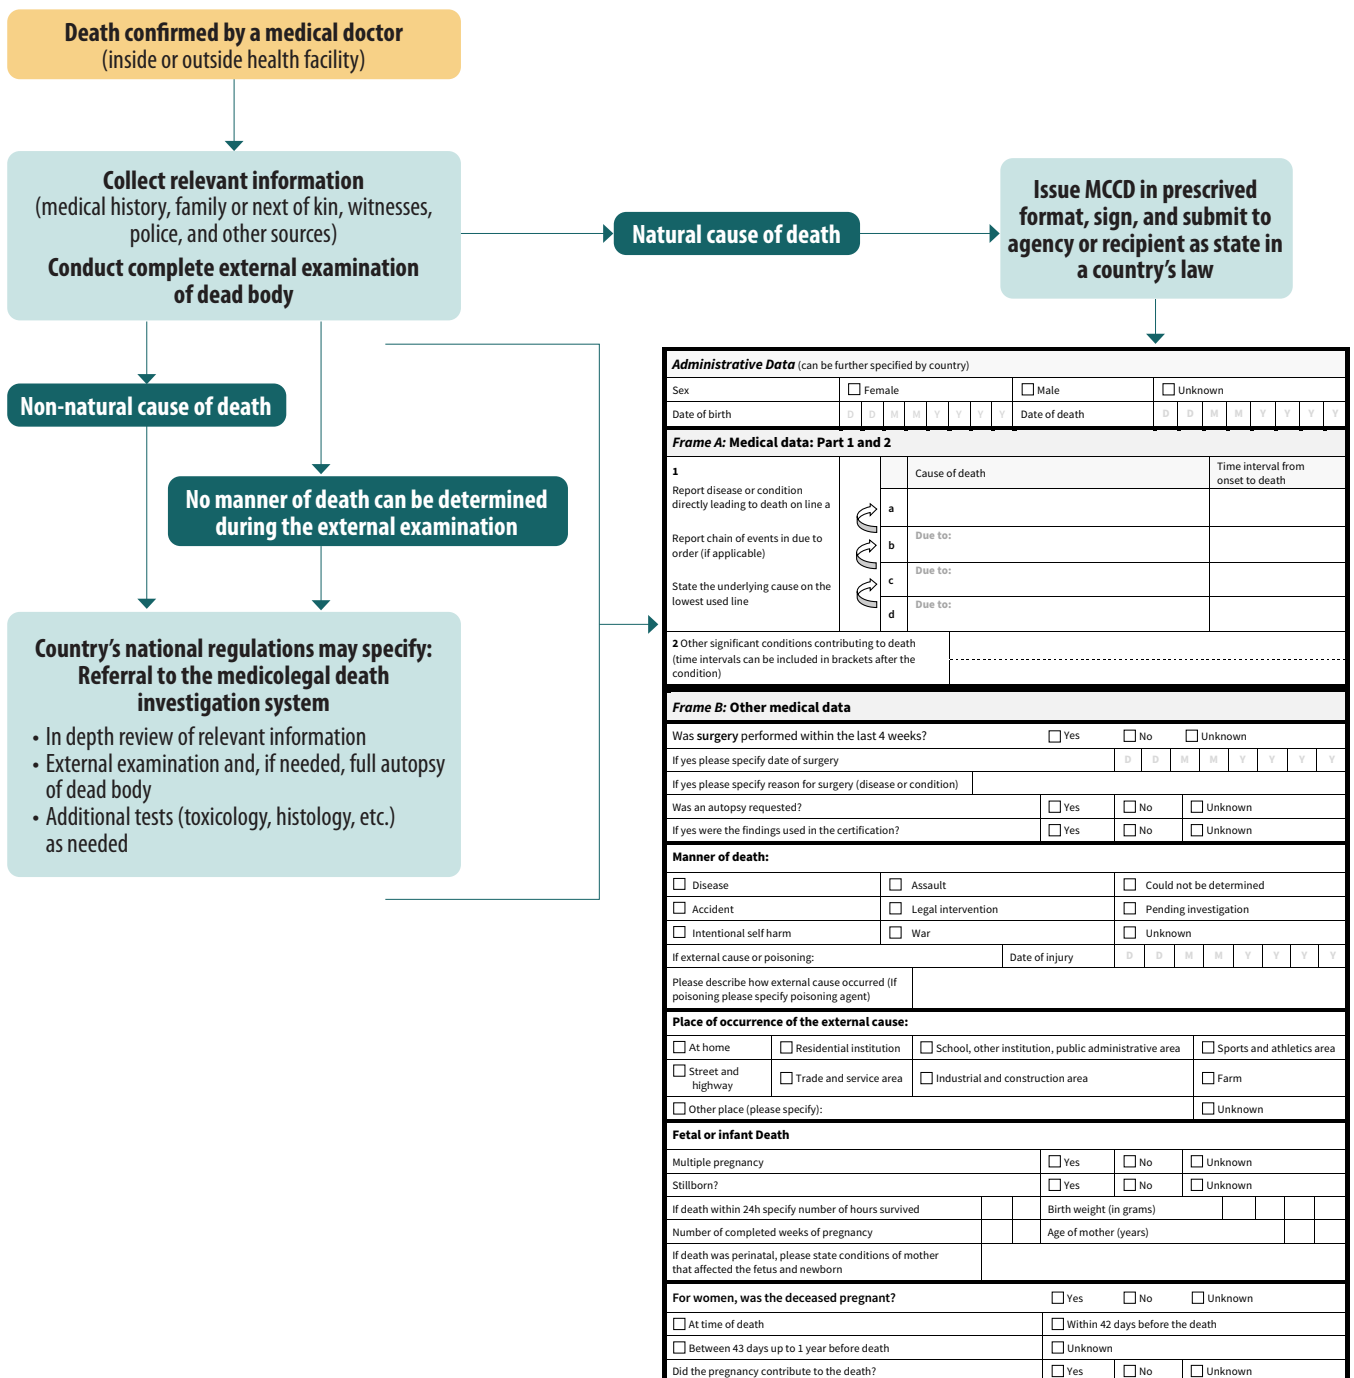 Death confirmed by a medical doctor
(inside or outside health facility)
Collect relevant information
(medical history, family or next of kin, witnesses,
police, and other sources)
Conduct complete external examination
of dead body
Natural cause of death
Issue MCCD in prescrived
format, sign, and submit to
agency or recipient as state in
a country's law
Non-natural cause of death
No manner of death can be determined
during the external examination
Country's national regulations may specify:
Referral to the medicolegal death
investigation system
• In depth review of relevant information
• External examination and, if needed, full autopsy
of dead body
• Additional tests (toxicology, histology, etc.)
as needed
Administrative Data (can be further specified by country)
Sex Female Male Unknown
Date of birth D D M M Y Y Y Y Date of death D D M M Y Y Y Y
Frame A: Medical data: Part 1 and 2
1
Report disease or condition
directly leading to death on line a
Report chain of events in due to
order (if applicable)
State the underlying cause on the
lowest used line
Cause of death
Time interval from
onset to death
a
b Due to:
c Due to:
d Due to:
2 Other significant conditions contributing to death
(time intervals can be included in brackets after the
condition)
Frame B: Other medical data
Was surgery performed within the last 4 weeks? Yes No Unknown
If yes please specify date of surgery D D M M Y Y Y Y
If yes please specify reason for surgery (disease or condition)
Was an autopsy requested? Yes No Unknown
If yes were the findings used in the certification? Yes No Unknown
Manner of death:
Disease Assault Could not be determined
Accident Legal intervention Pending investigation
Intentional self harm War Unknown
If external cause or poisoning: Date of injury D D M M Y Y Y Y
Please describe how external cause occurred (If
poisoning please specify poisoning agent)
Place of occurrence of the external cause:
At home Residential institution School, other institution, public administrative area Sports and athletics area
Street and
highway Trade and service area Industrial and construction area Farm
Other place (please specify): Unknown
Fetal or infant Death
Multiple pregnancy Yes No Unknown
Stillborn? Yes No Unknown
If death within 24h specify number of hours survived Birth weight (in grams)
Number of completed weeks of pregnancy Age of mother (years)
If death was perinatal, please state conditions of mother
that affected the fetus and newborn
For women, was the deceased pregnant? Yes No Unknown
At time of death Within 42 days before the death
Between 43 days up to 1 year before death Unknown
Did the pregnancy contribute to the death? Yes No Unknown